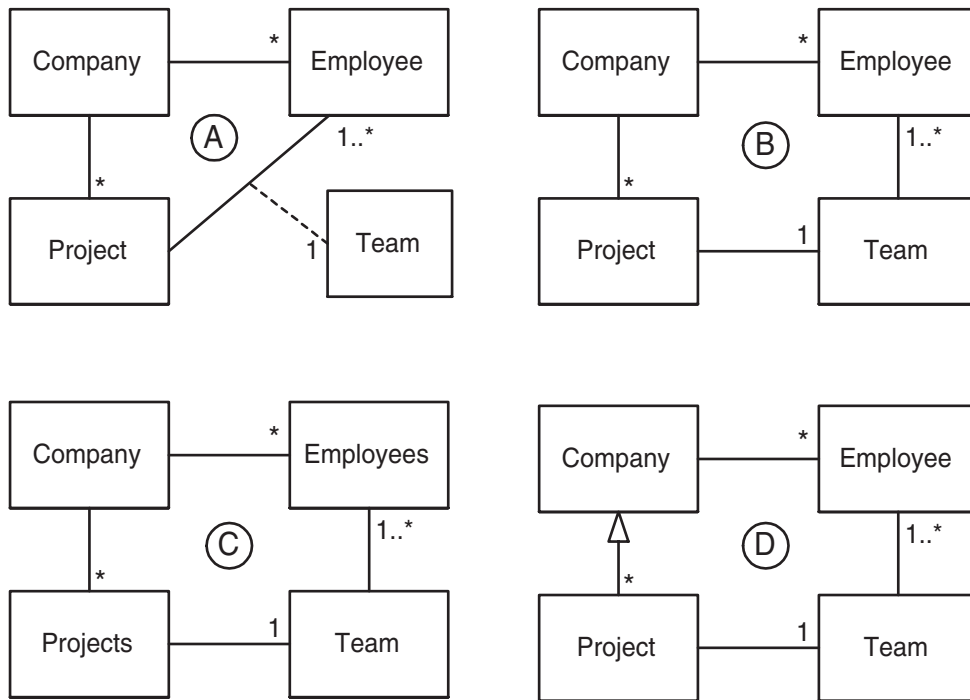 Company * Employee
A
1..*
*
Project 1 Team
Company * Employee
B
1..*
*
Project 1 Team
Company * Employees
C
1..*
*
Projects 1 Team
Company * Employee
D
1..*
*
Project 1 Team